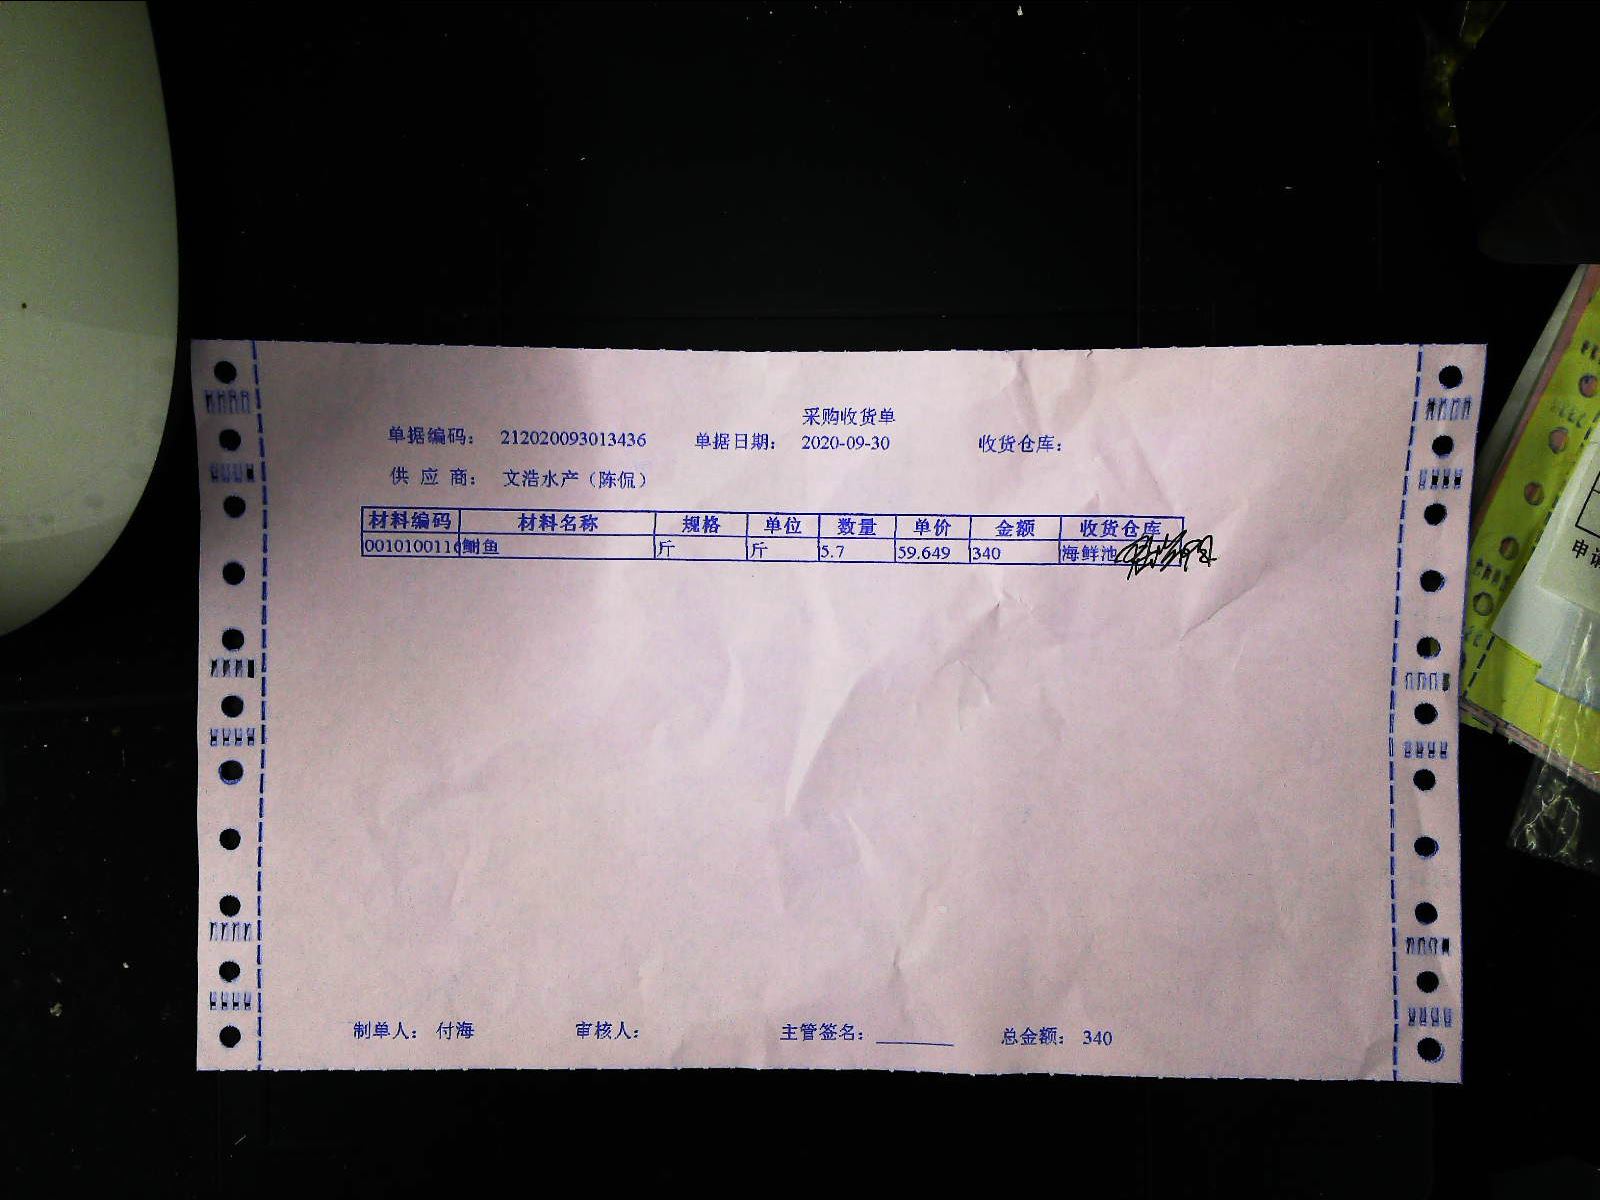 采购收货单
单据编码： 212020093013436 单据日期： 2020-09-30 收货仓库：
供 应 商： 文浩水产（陈侃）
材料编码 材料名称 规格 单位 数量 单价 金额 收货仓库
0010100110 鮰鱼 斤 斤 5.7 59.649 340 海鲜池
制单人： 付海 审核人： 主管签名： 总金额： 340
申请